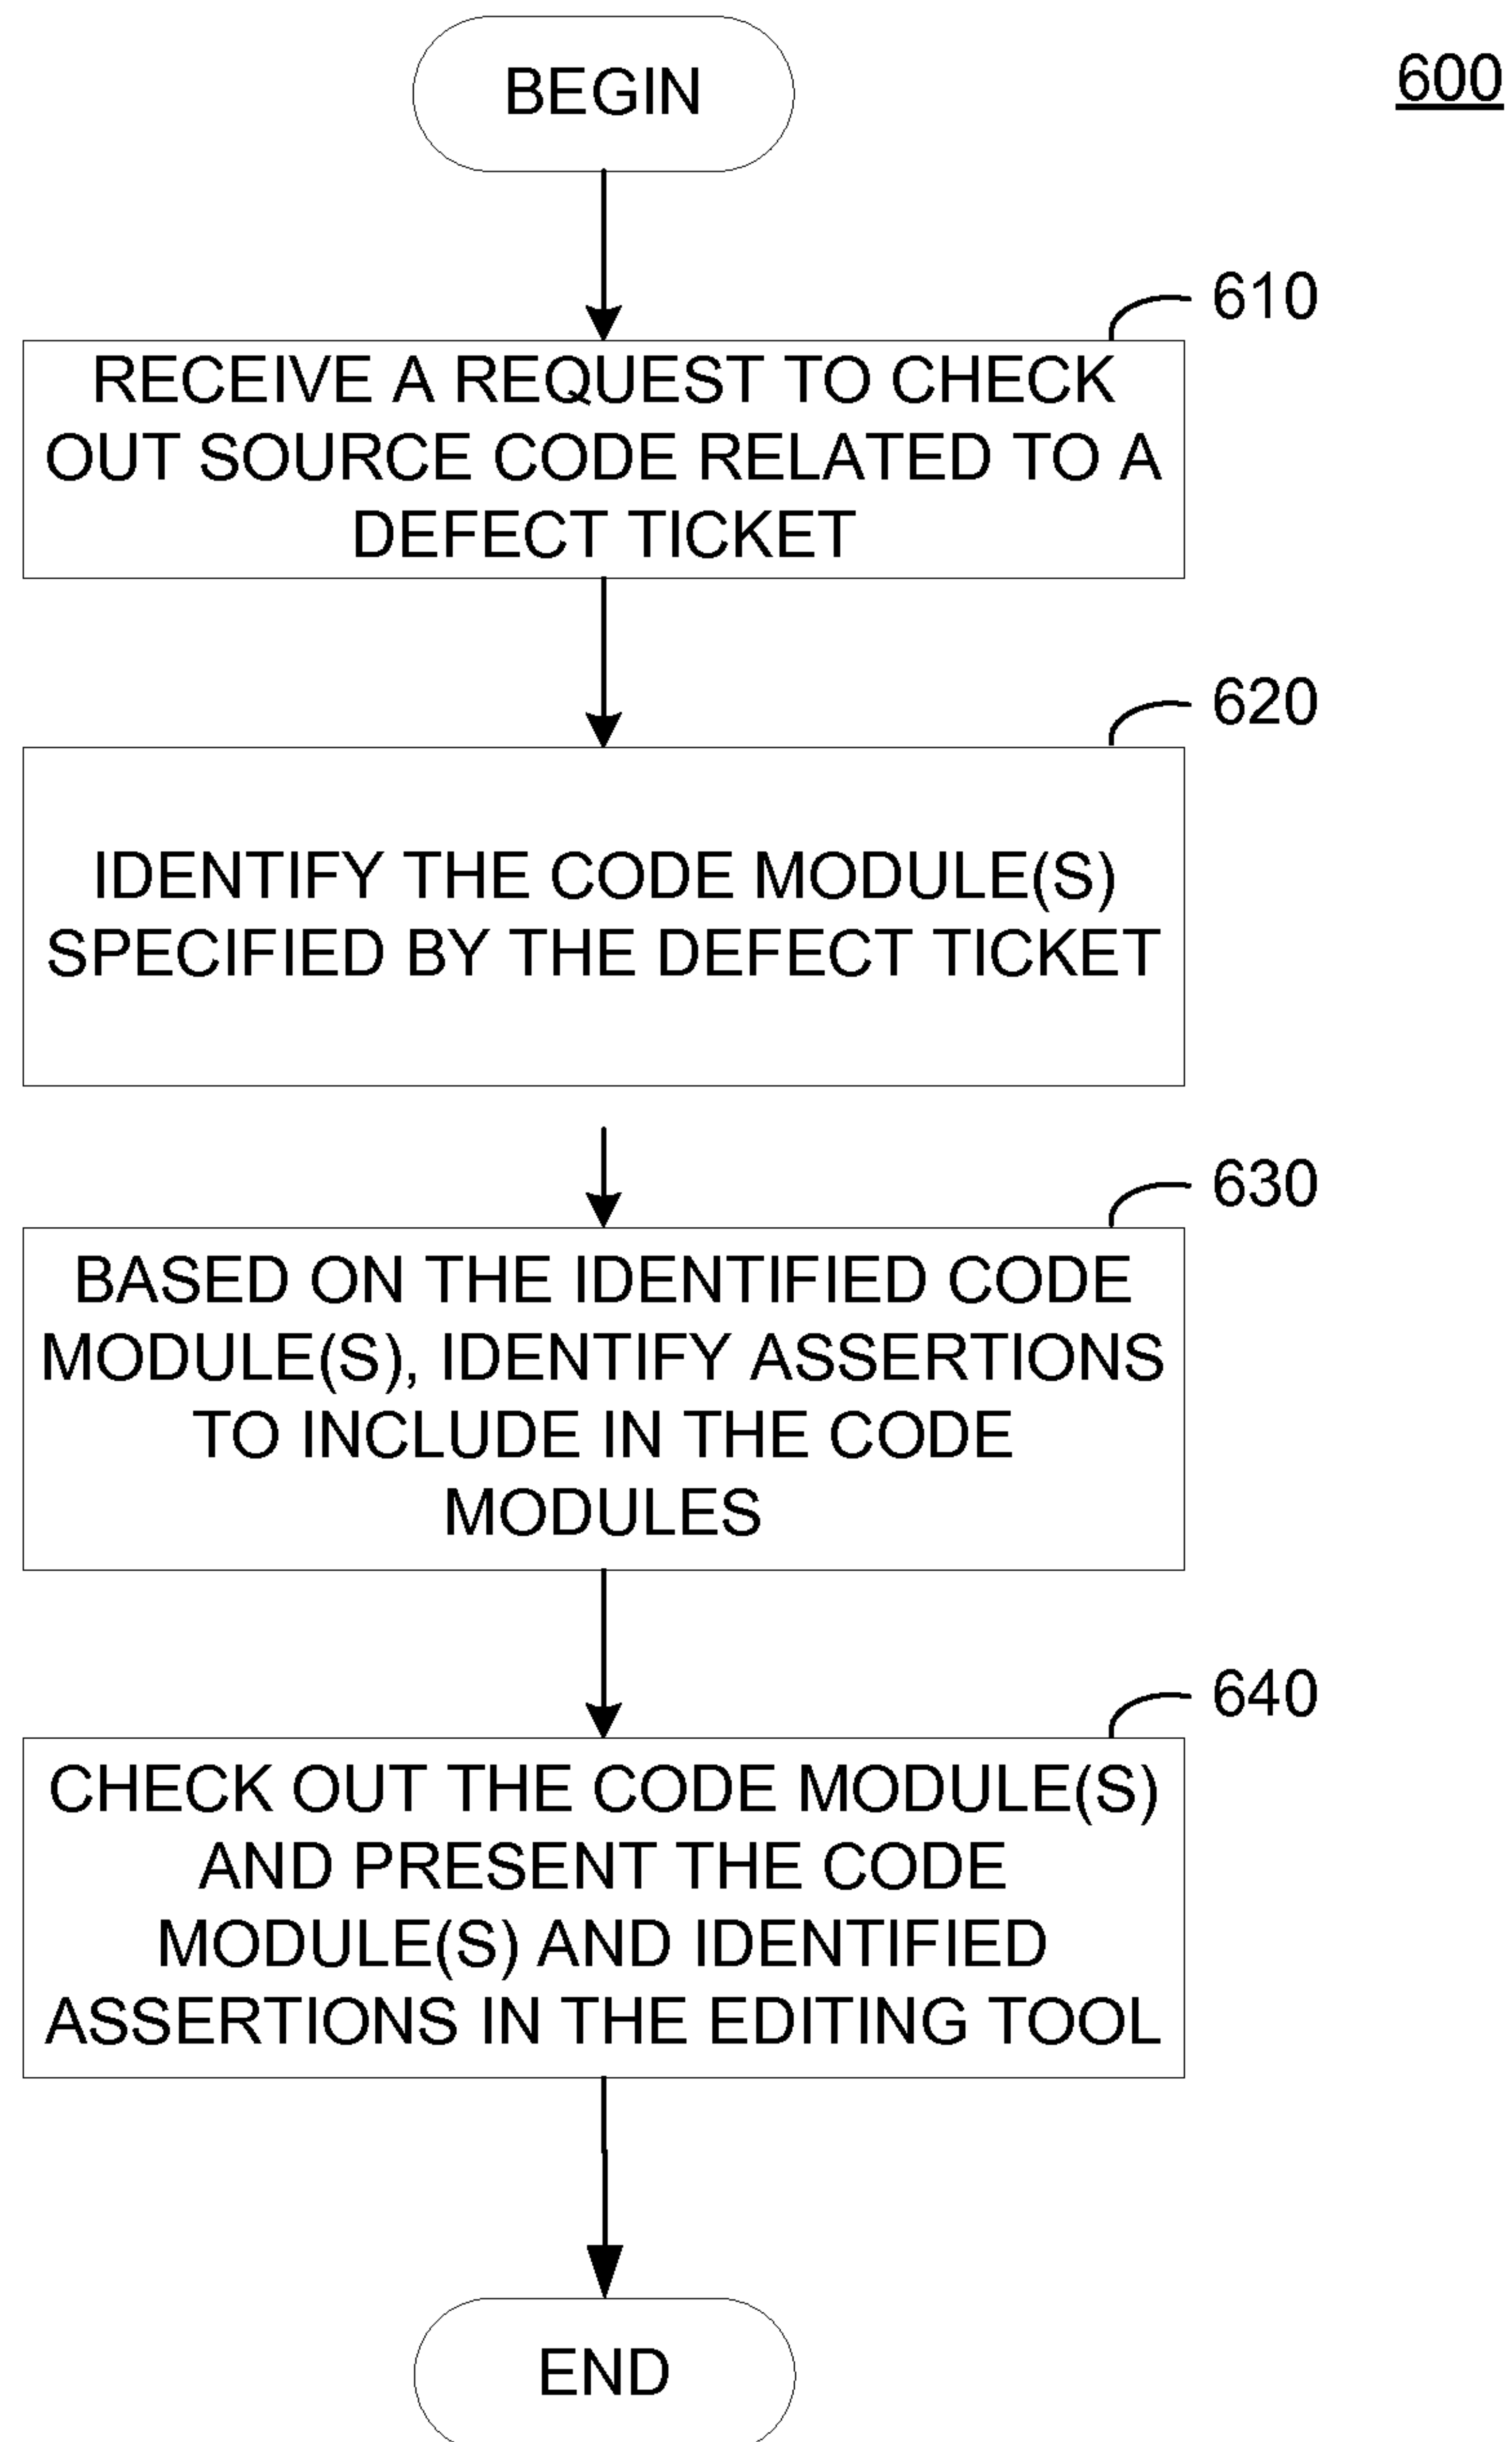 BEGIN
600
610
RECEIVE A REQUEST TO CHECK
OUT SOURCE CODE RELATED TO A
DEFECT TICKET
620
IDENTIFY THE CODE MODULE(S)
SPECIFIED BY THE DEFECT TICKET
630
BASED ON THE IDENTIFIED CODE
MODULE(S), IDENTIFY ASSERTIONS
TO INCLUDE IN THE CODE
MODULES
640
CHECK OUT THE CODE MODULE(S)
AND PRESENT THE CODE
MODULE(S) AND IDENTIFIED
ASSERTIONS IN THE EDITING TOOL
END